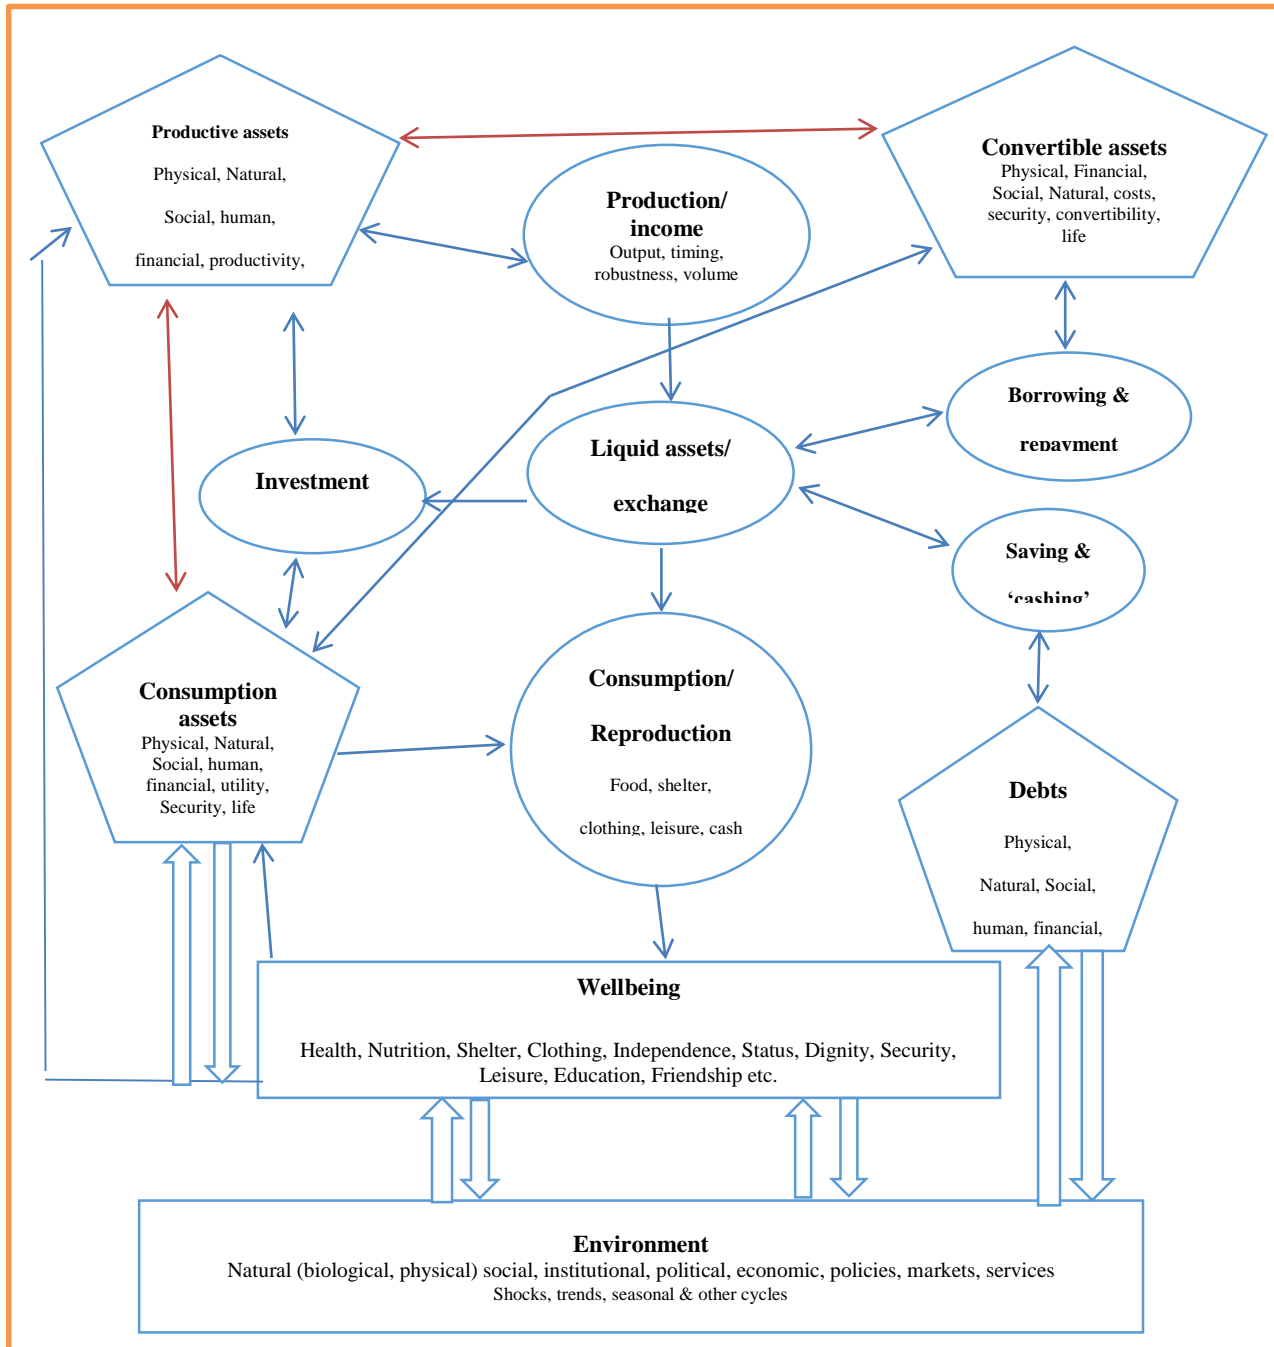 Productive assets
Physical, Natural,
Social, human,
financial, productivity,
Production/
income
Output, timing,
robustness, volume
Convertible assets
Physical, Financial,
Social, Natural, costs,
security, convertibility,
life
Borrowing &
repayment
Liquid assets/
exchange
Investment
Saving &
‘cashing’
Consumption
assets
Physical, Natural,
Social, human,
financial, utility,
Security, life
Consumption/
Reproduction
Food, shelter,
clothing, leisure, cash
Debts
Physical,
Natural, Social,
human, financial,
Wellbeing
Health, Nutrition, Shelter, Clothing, Independence, Status, Dignity, Security,
Leisure, Education, Friendship etc.
Environment
Natural (biological, physical) social, institutional, political, economic, policies, markets, services
Shocks, trends, seasonal & other cycles